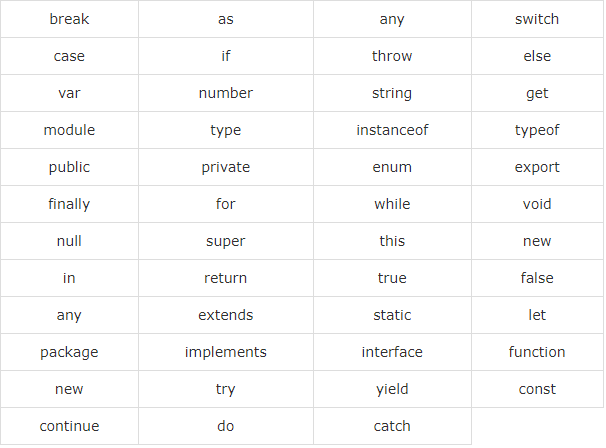 break as any switch
case if throw else
var number string get
module type instanceof typeof
public private enum export
finally for while void
null super this new
in return true false
any extends static let
package implements interface function
new try yield const
continue do catch